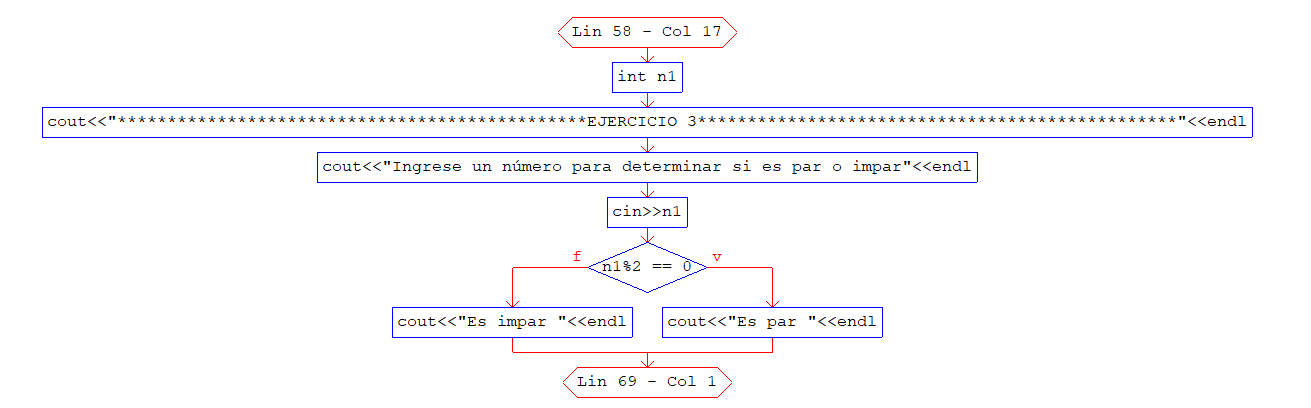 Lin 58 - Col 17
int n1
cout<<"***********************************************EJERCICIO 3************************************************"<<endl
cout<<"Ingrese un número para determinar si es par o impar"<<endl
cin>>n1
f
n1%2 == 0
v
cout<<"Es impar "<<endl
cout<<"Es par "<<endl
Lin 69 - Col 1